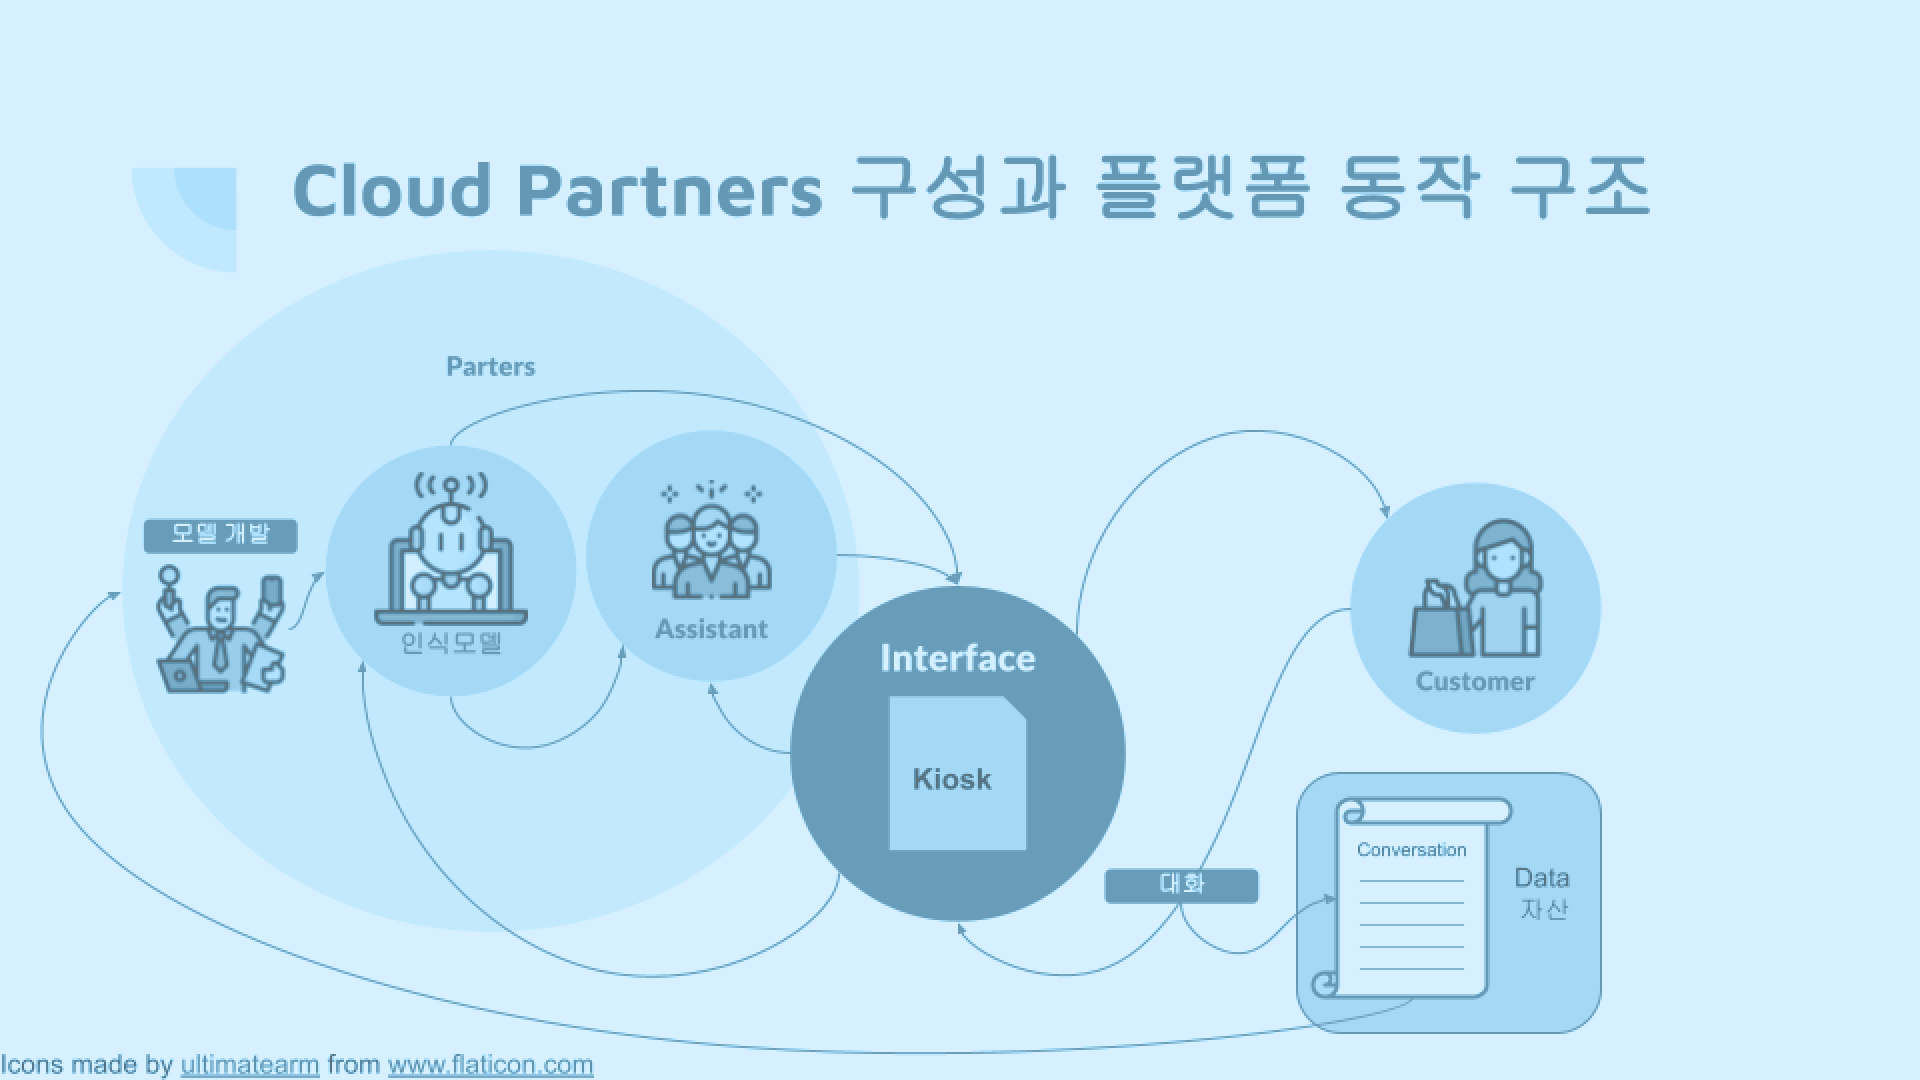 Cloud Partners 구성과 플랫폼 동작 구조
Parters
모델 개발
인식모델
Assistant
Interface
Kiosk
Customer
대화
Conversation
Data
자산
Icons made by ultimatearm from www.flaticon.com